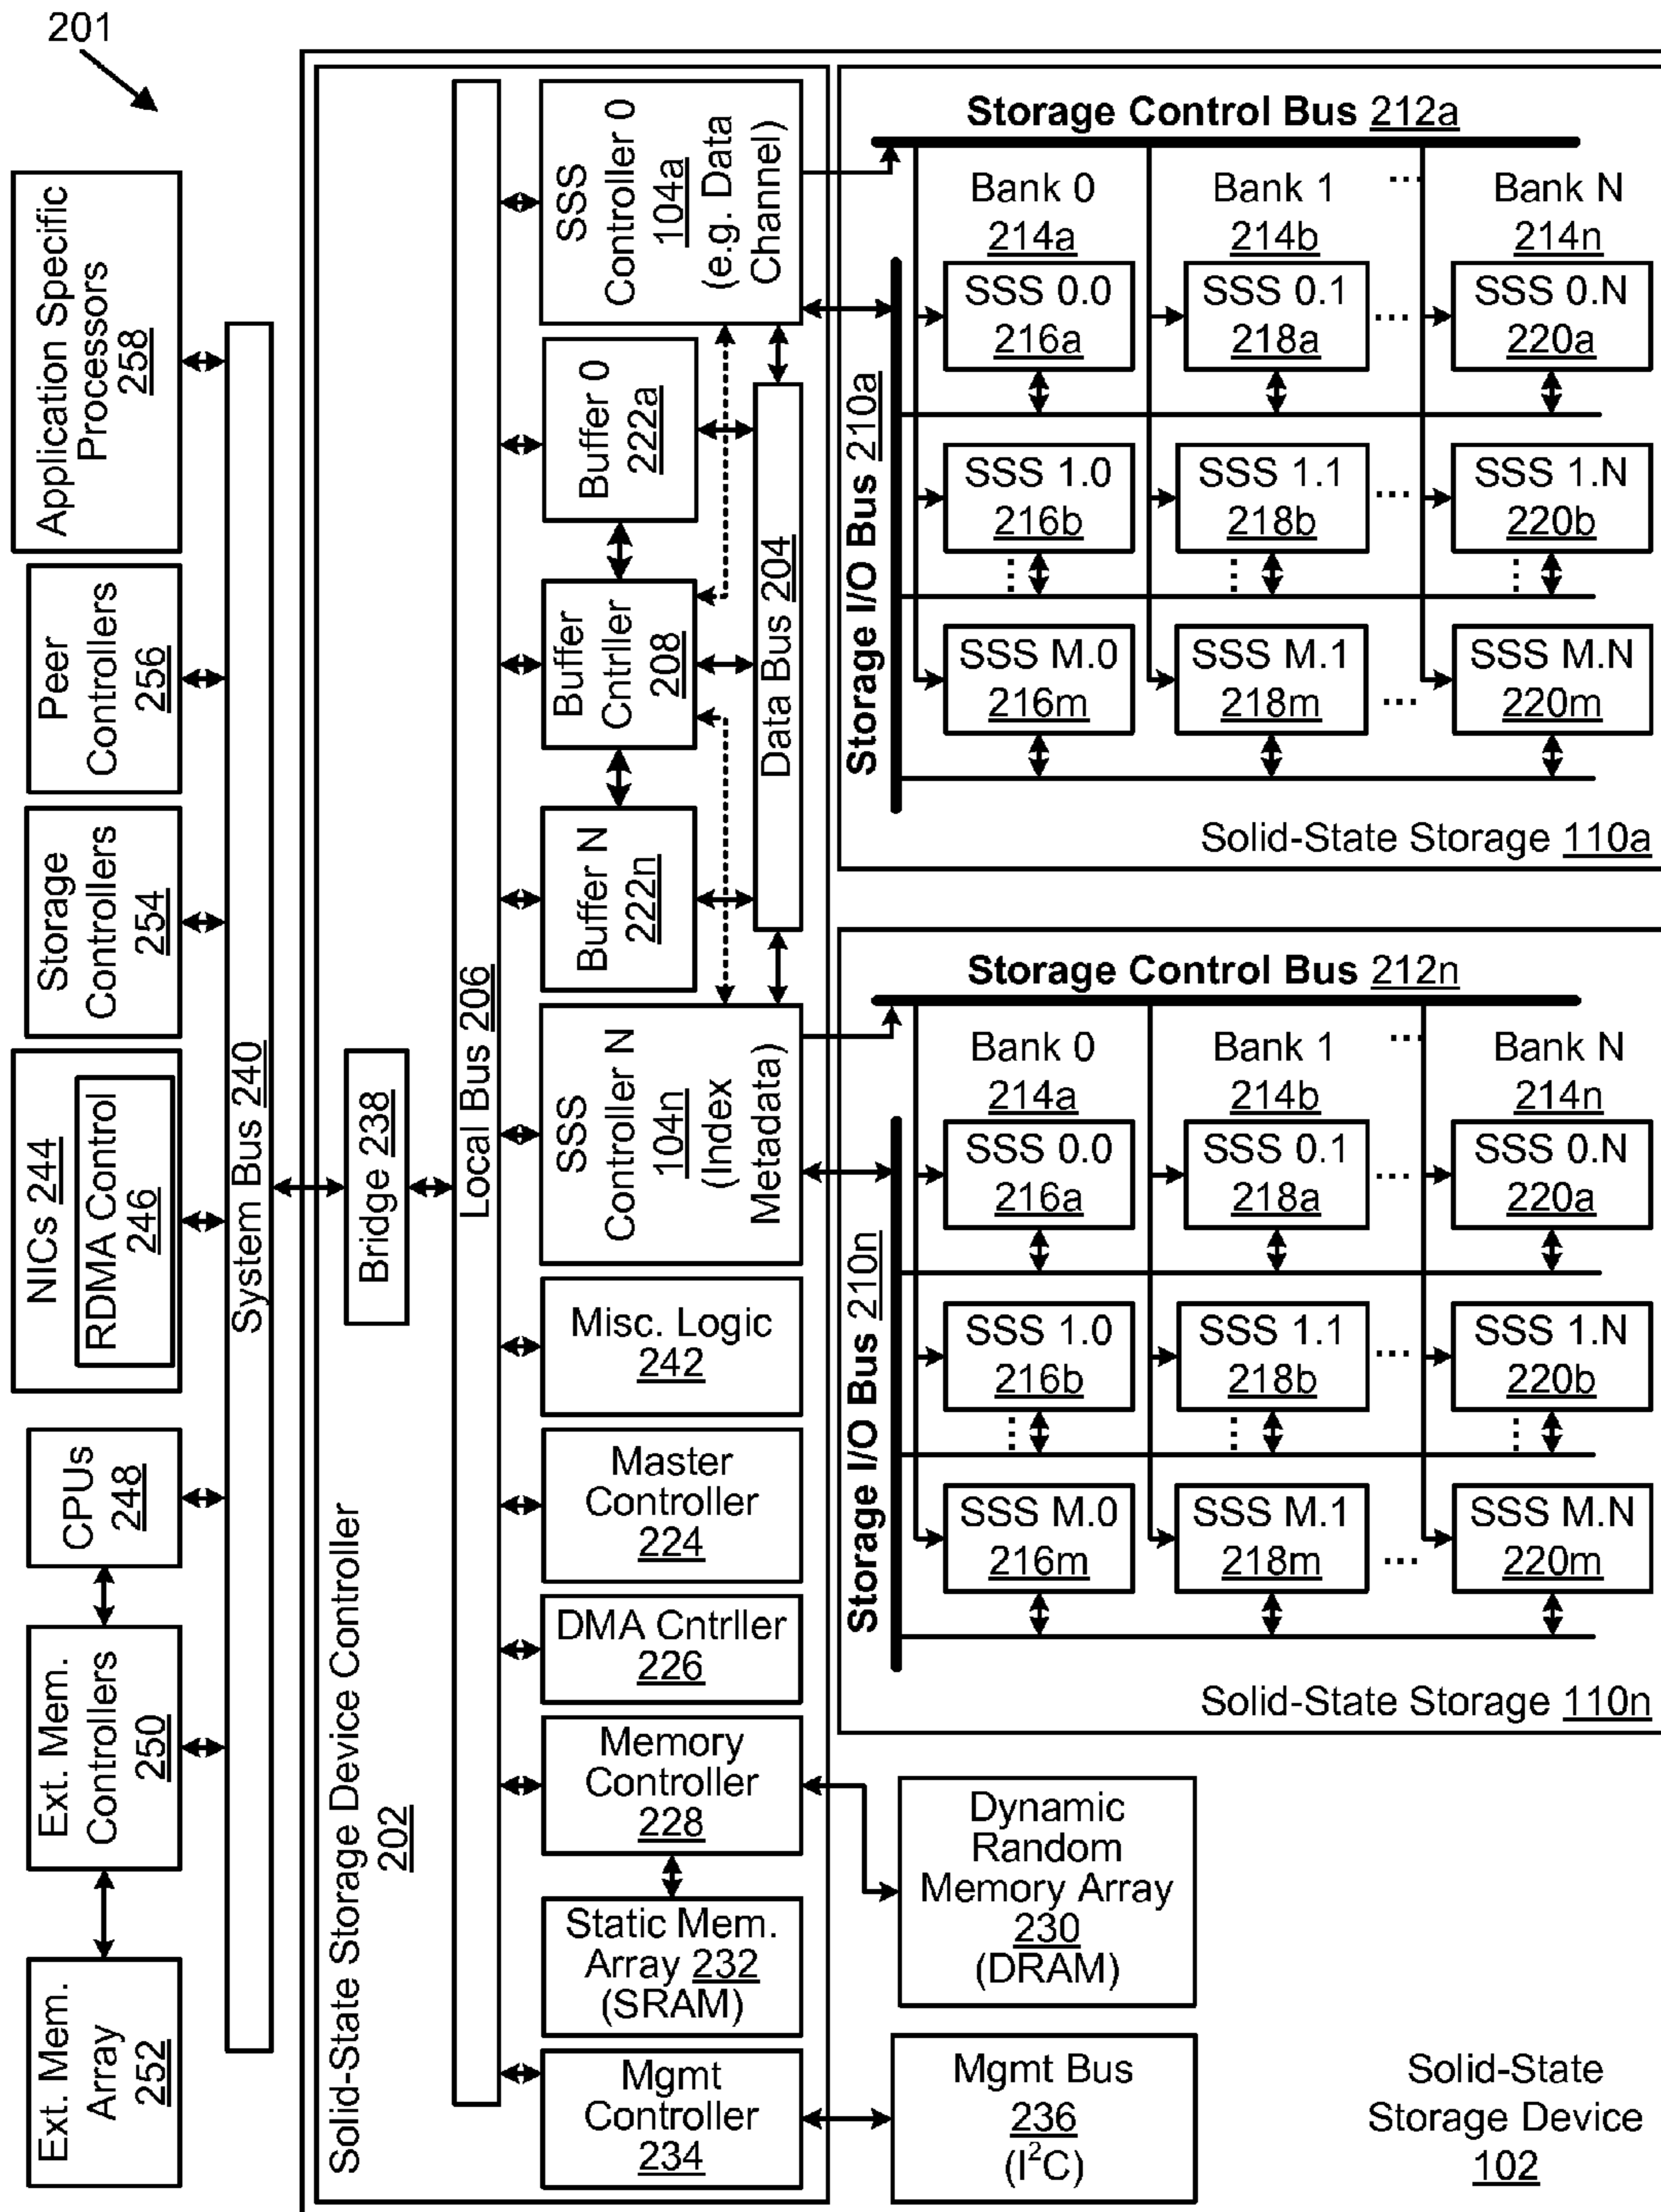 201
Application Specific
Processors
258
Peer
Controllers
256
Storage
Controllers
254
NICs 244
RDMA Control
246
CPUs
248
Ext. Mem.
Controllers
250
Ext. Mem.
Array
252
System Bus 240
Bridge 238
Solid-State Storage Device Controller
202
Local Bus 206
SSS
Controller 0
104a
(e.g. Data
Channel)
Buffer 0
222a
Buffer
Cntrller
208
Buffer N
222n
Data Bus 204
SSS
Controller N
104n
(Index
Metadata)
Misc. Logic
242
Master
Controller
224
DMA Cntrller
226
Memory
Controller
228
Static Mem.
Array 232
(SRAM)
Mgmt
Controller
234
Storage Control Bus 212a
Storage I/O Bus 210a
Bank 0
214a
Bank 1
214b
...
Bank N
214n
SSS 0.0
216a
SSS 0.1
218a
...
SSS 0.N
220a
SSS 1.0
216b
SSS 1.1
218b
...
SSS 1.N
220b
SSS M.0
216m
SSS M.1
218m
...
SSS M.N
220m
Solid-State Storage 110a
Storage Control Bus 212n
Storage I/O Bus 210n
Bank 0
214a
Bank 1
214b
...
Bank N
214n
SSS 0.0
216a
SSS 0.1
218a
...
SSS 0.N
220a
SSS 1.0
216b
SSS 1.1
218b
...
SSS 1.N
220b
SSS M.0
216m
SSS M.1
218m
...
SSS M.N
220m
Solid-State Storage 110n
Dynamic
Random
Memory Array
230
(DRAM)
Mgmt Bus
236
(I²C)
Solid-State
Storage Device
102